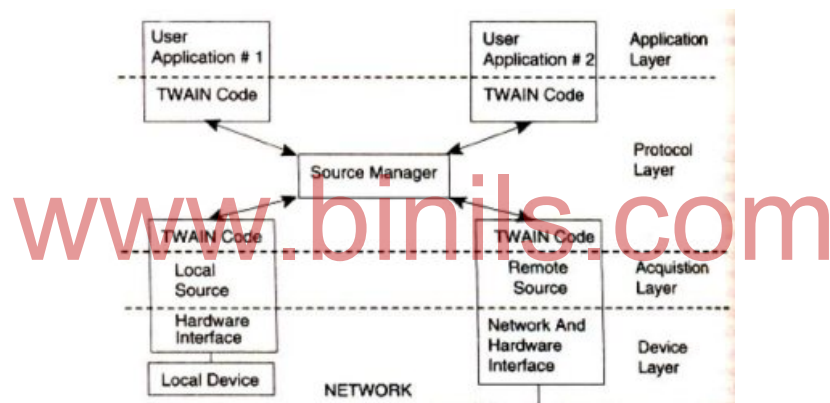 User
Application # 1
User
Application # 2
Application
Layer
TWAIN Code
TWAIN Code
Source Manager
Protocol
Layer
www.binils.com
TWAIN Code
TWAIN Code
Local
Source
Remote
Source
Acquistion
Layer
Hardware
Interface
Network And
Hardware
Interface
Device
Layer
Local Device
NETWORK